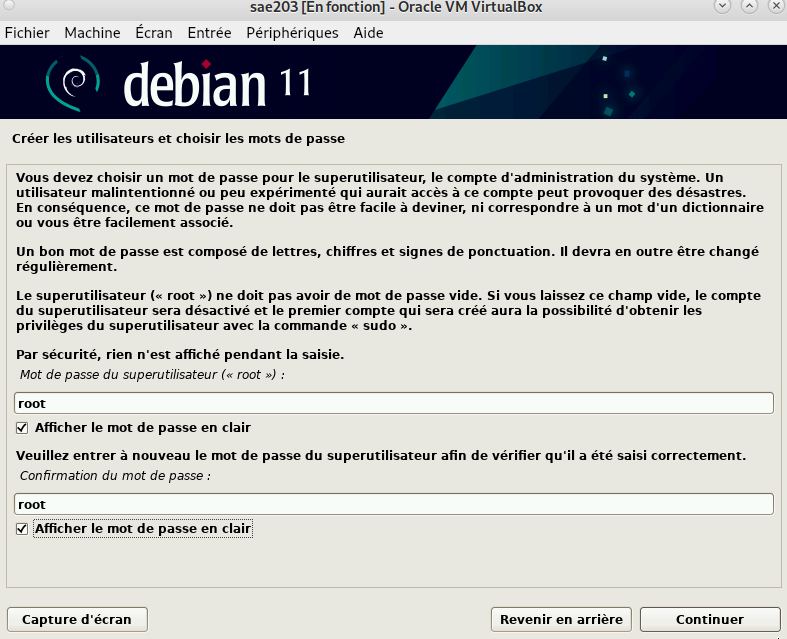 sae203 [En fonction] - Oracle VM VirtualBox
Fichier Machine Écran Entrée Périphériques Aide
debian 11
Créer les utilisateurs et choisir les mots de passe
Vous devez choisir un mot de passe pour le superutilisateur, le compte d'administration du système. Un
utilisateur malintentionné ou peu expérimenté qui aurait accès à ce compte peut provoquer des désastres.
En conséquence, ce mot de passe ne doit pas être facile à deviner, ni correspondre à un mot d'un dictionnaire
ou vous être facilement associé.
Un bon mot de passe est composé de lettres, chiffres et signes de ponctuation. Il devra en outre être changé
régulièrement.
Le superutilisateur (« root ») ne doit pas avoir de mot de passe vide. Si vous laissez ce champ vide, le compte
du superutilisateur sera désactivé et le premier compte qui sera créé aura la possibilité d'obtenir les
privilèges du superutilisateur avec la commande « sudo ».
Par sécurité, rien n'est affiché pendant la saisie.
Mot de passe du superutilisateur (« root ») :
root
Afficher le mot de passe en clair
Veuillez entrer à nouveau le mot de passe du superutilisateur afin de vérifier qu'il a été saisi correctement.
Confirmation du mot de passe :
root
Afficher le mot de passe en clair
Capture d'écran Revenir en arrière Continuer